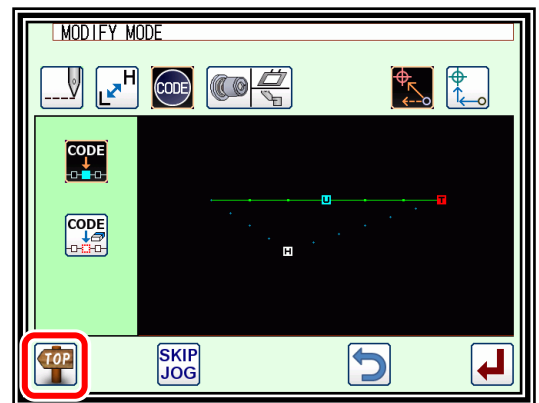 MODIFY MODE
L H
CODE
CODE
U T
CODE
H
TOP
SKIP
JOG